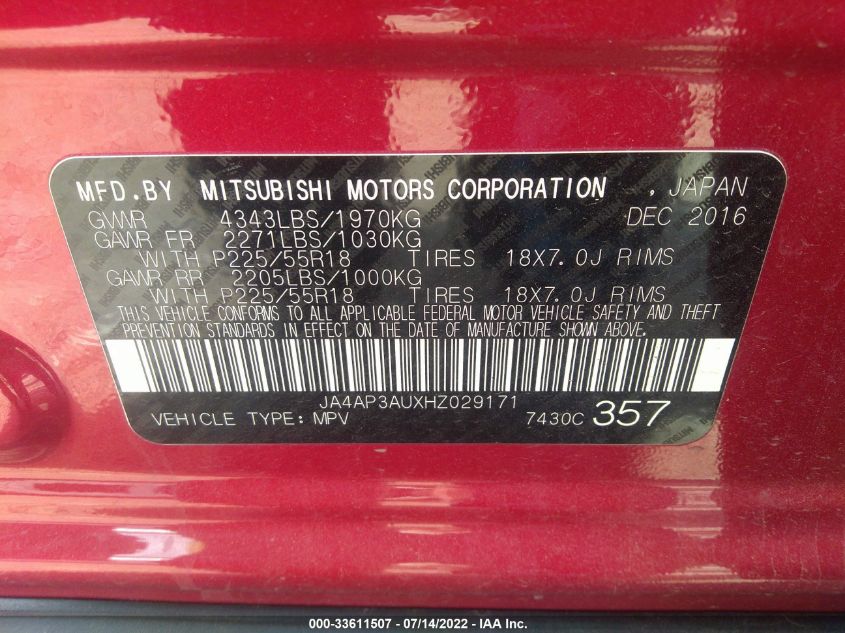 MFD.BY MITSUBISHI MOTORS CORPORATION , JAPAN
GVWR 4343LBS/1970KG DEC 2016
GAWR FR 2271LBS/1030KG
WITH P225/55R18 TIRES 18X7.0J RIMS
GAWR RR 2205LBS/1000KG
WITH P225/55R18 TIRES 18X7.0J RIMS
THIS VEHICLE CONFORMS TO ALL APPLICABLE FEDERAL MOTOR VEHICLE SAFETY AND THEFT
PREVENTION STANDARDS IN EFFECT ON THE DATE OF MANUFACTURE SHOWN ABOVE.
JA4AP3AUXHZ029171
VEHICLE TYPE: MPV 7430C 357
000-33611507 - 07/14/2022 - IAA Inc.